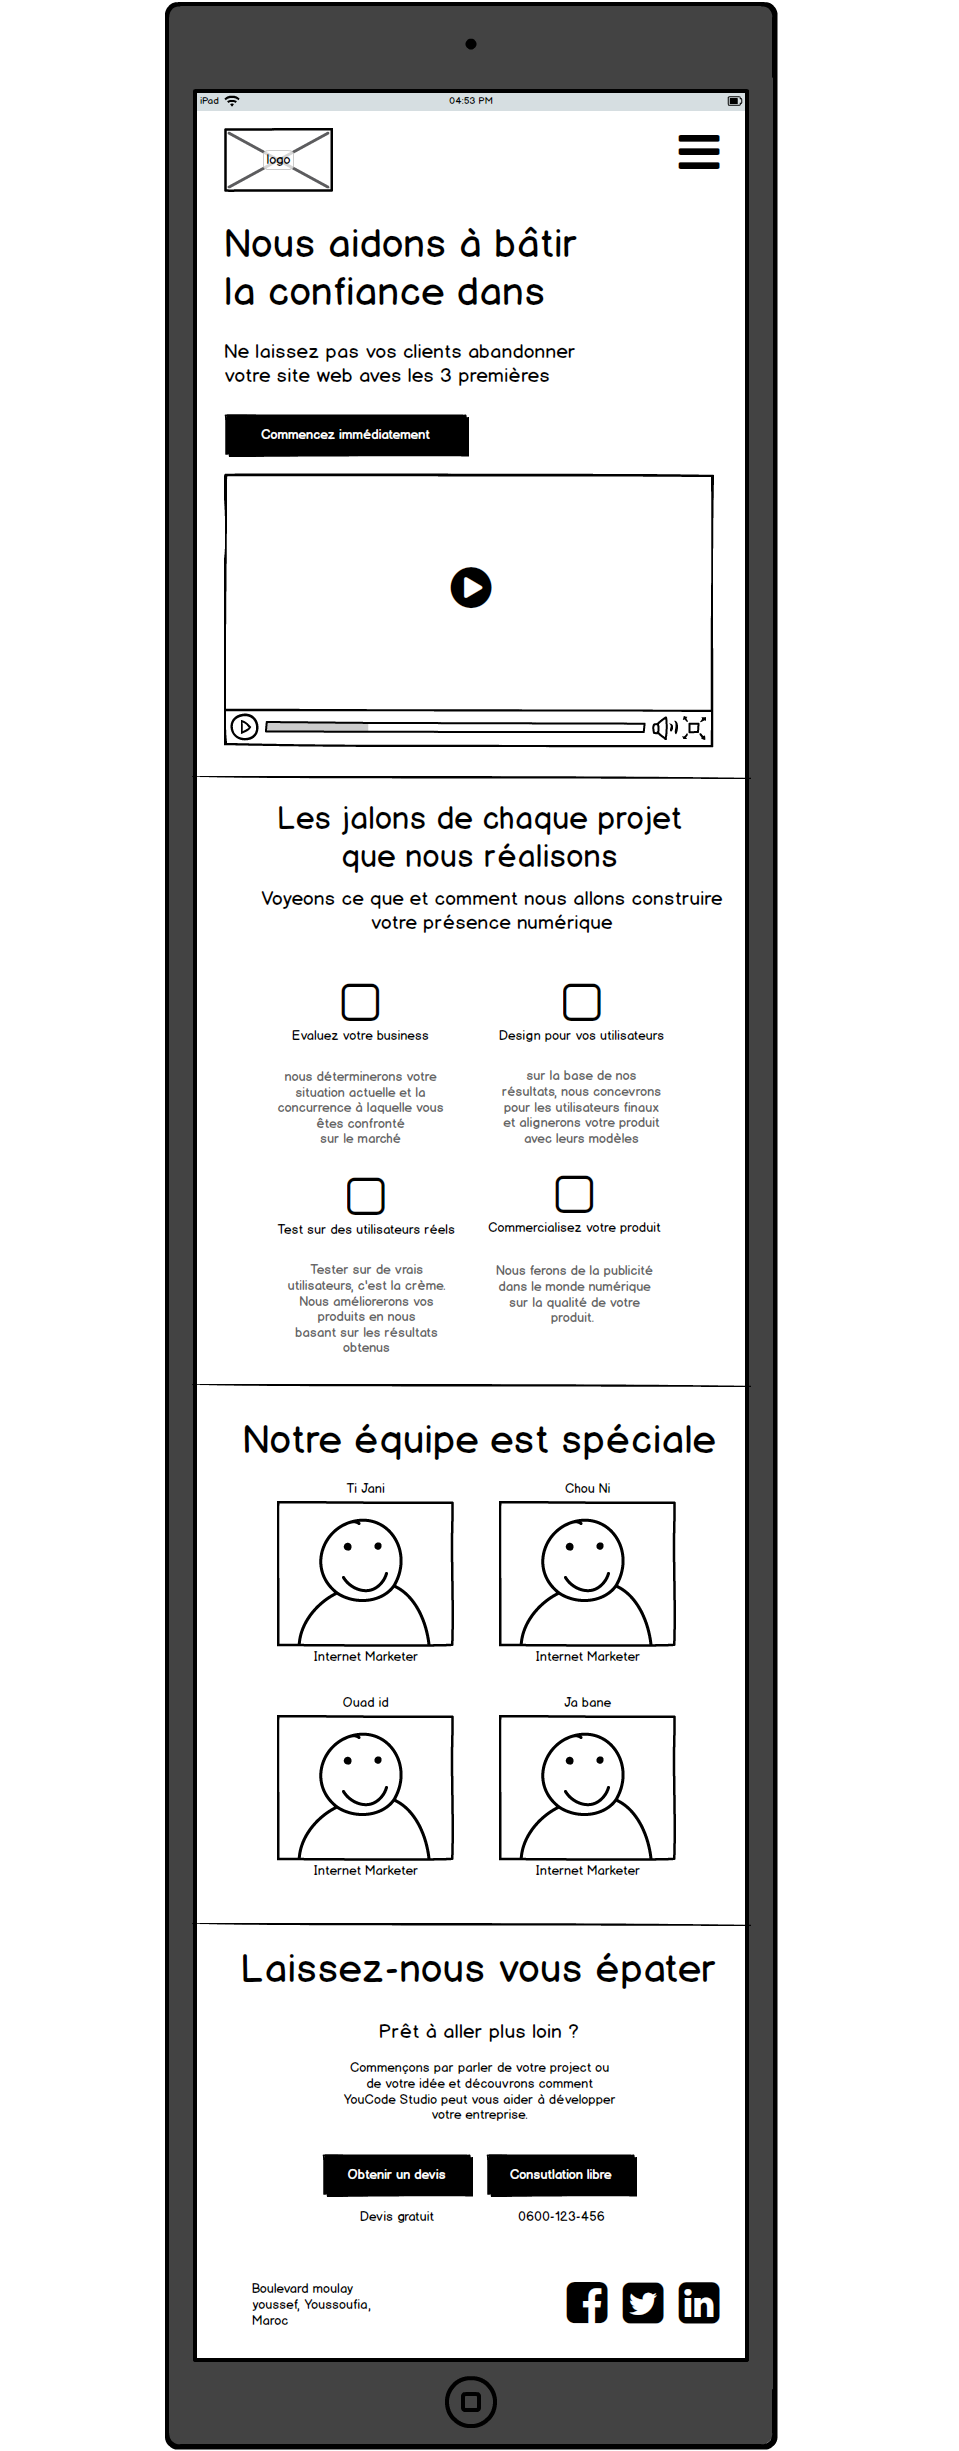 iPad
04:53 PM
logo
Nous aidons à bâtir
la confiance dans
Ne laissez pas vos clients abandonner
votre site web aves les 3 premières
Commencez immédiatement
Les jalons de chaque projet
que nous réalisons
Voyeons ce que et comment nous allons construire
votre présence numérique
Evaluez votre business
nous déterminerons votre
situation actuelle et la
concurrence à laquelle vous
êtes confronté
sur le marché
Design pour vos utilisateurs
sur la base de nos
résultats, nous concevrons
pour les utilisateurs finaux
et alignerons votre produit
avec leurs modèles
Test sur des utilisateurs réels
Tester sur de vrais
utilisateurs, c'est la crème.
Nous améliorerons vos
produits en nous
basant sur les résultats
obtenus
Commercialisez votre produit
Nous ferons de la publicité
dans le monde numérique
sur la qualité de votre
produit.
Notre équipe est spéciale
Ti Jani
Internet Marketer
Chou Ni
Internet Marketer
Ouad id
Internet Marketer
Ja bane
Internet Marketer
Laissez-nous vous épater
Prêt à aller plus loin ?
Commençons par parler de votre project ou
de votre idée et découvrons comment
YouCode Studio peut vous aider à développer
votre entreprise.
Obtenir un devis
Devis gratuit
Consutlation libre
0600-123-456
Boulevard moulay
youssef, Youssoufia,
Maroc